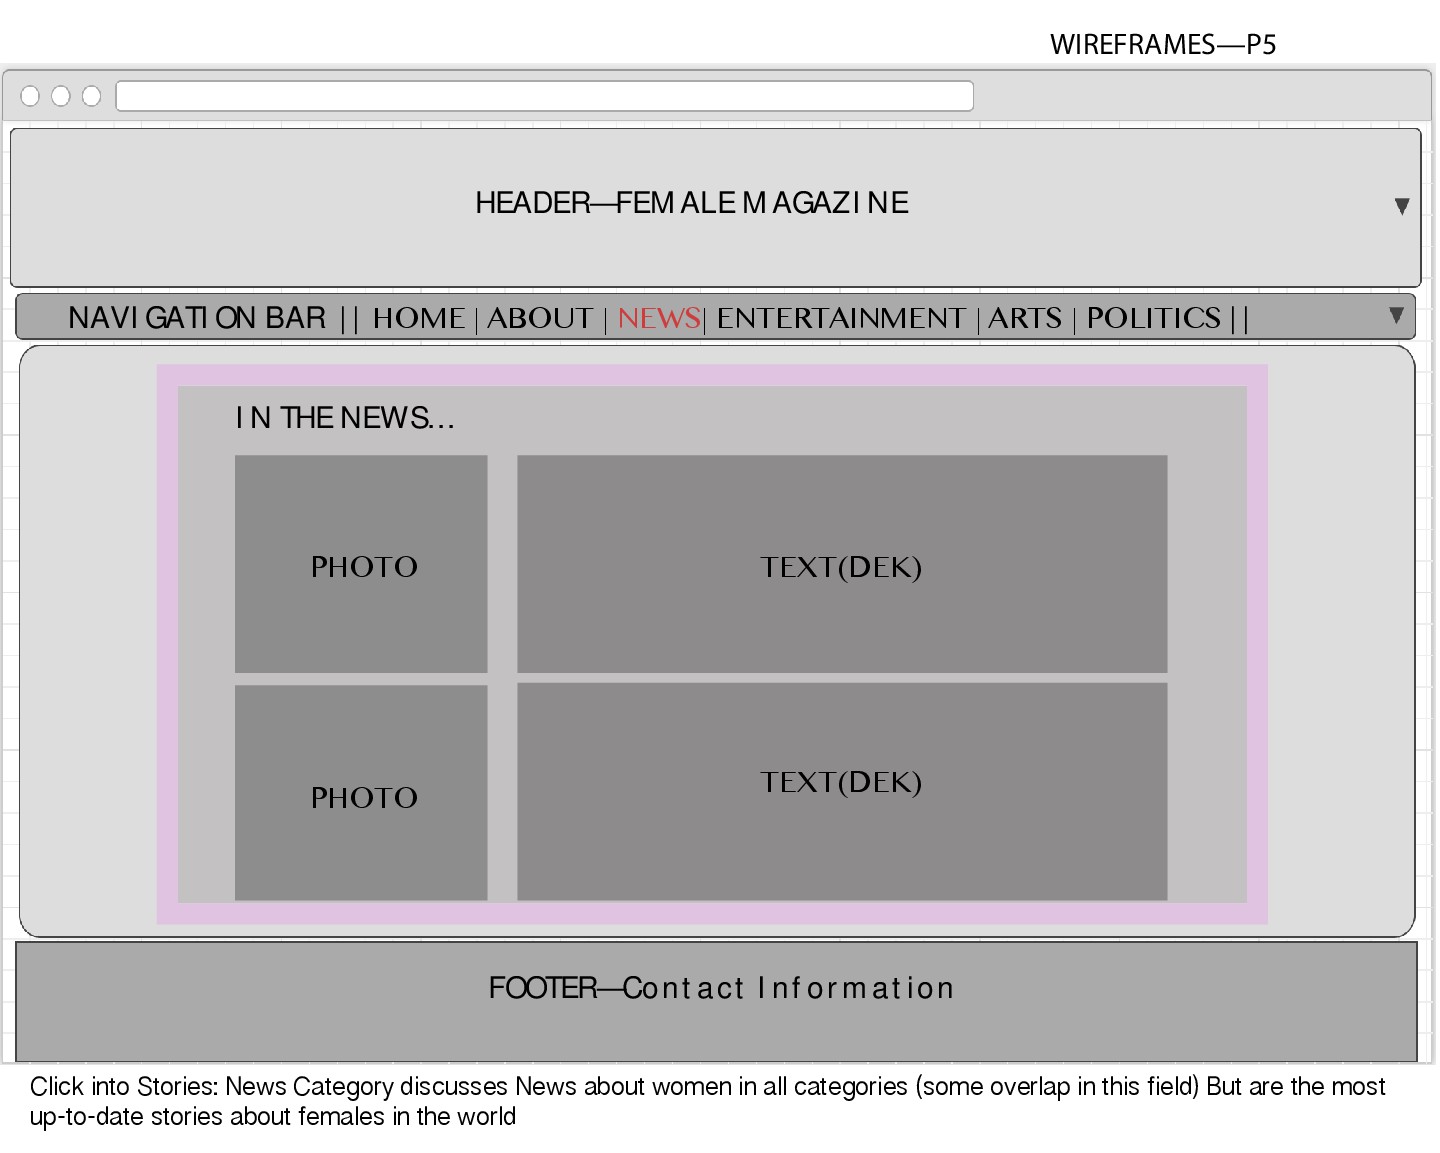 WIREFRAMES—P5
HEADER—FEMALE MAGAZINE
NAVIGATION BAR || HOME | ABOUT | NEWS| ENTERTAINMENT | ARTS | POLITICS ||
IN THE NEWS...
PHOTO
TEXT(DEK)
PHOTO
TEXT(DEK)
FOOTER—Contact Information
Click into Stories: News Category discusses News about women in all categories (some overlap in this field) But are the most
up-to-date stories about females in the world